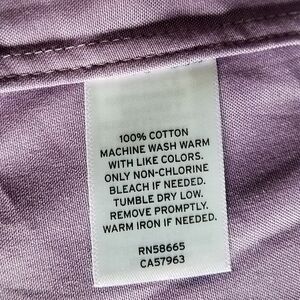 100% COTTON
MACHINE WASH WARM
WITH LIKE COLORS.
ONLY NON-CHLORINE
BLEACH IF NEEDED.
TUMBLE DRY LOW.
REMOVE PROMPTLY.
WARM IRON IF NEEDED.
RN58665
CA57963